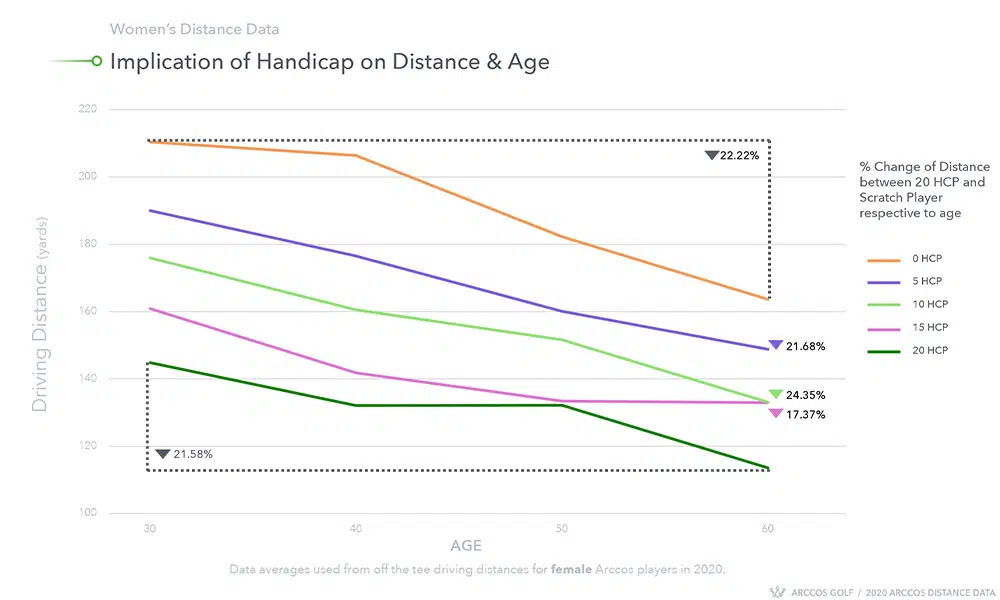 Women's Distance Data
Implication of Handicap on Distance & Age
220
200
180
160
140
120
100
Driving Distance (yards)
22.22%
21.68%
24.35%
17.37%
21.58%
% Change of Distance
between 20 HCP and
Scratch Player
respective to age
0 HCP
5 HCP
10 HCP
15 HCP
20 HCP
30
40
50
60
AGE
Data averages used from off the tee driving distances for female Arccos players in 2020.
ARCCOS GOLF / 2020 ARCCOS DISTANCE DATA